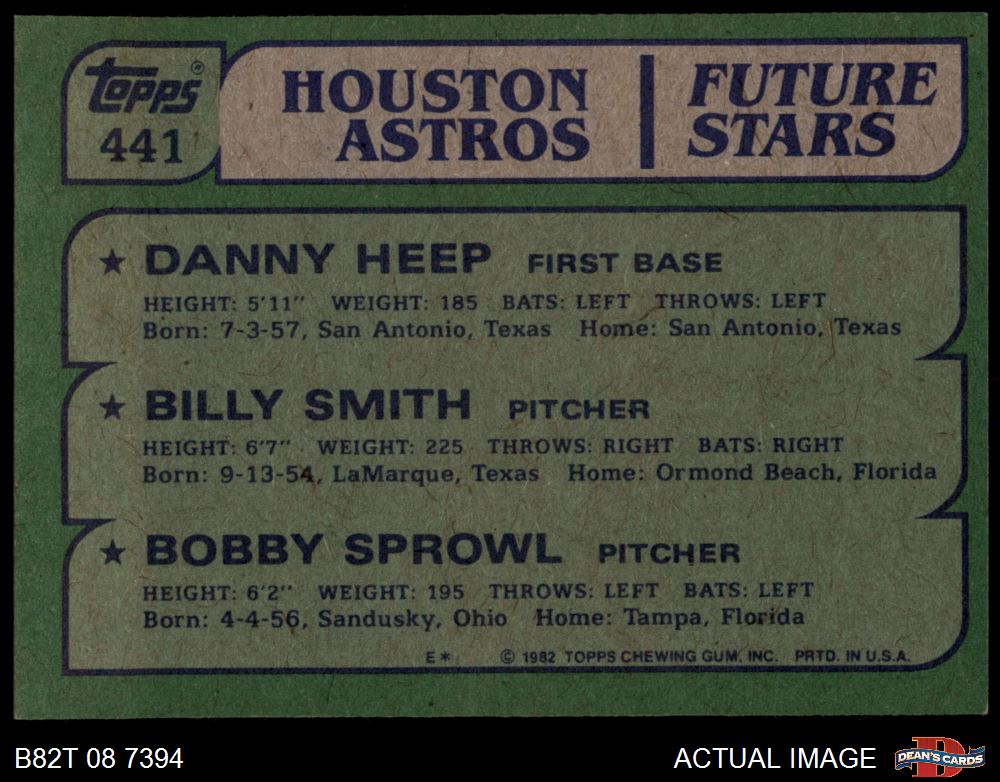 topps®
441
HOUSTON ASTROS
FUTURE STARS
★ DANNY HEEP FIRST BASE
HEIGHT: 5'11" WEIGHT: 185 BATS: LEFT THROWS: LEFT
Born: 7-3-57, San Antonio, Texas Home: San Antonio, Texas
★ BILLY SMITH PITCHER
HEIGHT: 6'7" WEIGHT: 225 THROWS: RIGHT BATS: RIGHT
Born: 9-13-54, LaMarque, Texas Home: Ormond Beach, Florida
★ BOBBY SPROWL PITCHER
HEIGHT: 6'2" WEIGHT: 195 THROWS: LEFT BATS: LEFT
Born: 4-4-56, Sandusky, Ohio Home: Tampa, Florida
E* © 1982 TOPPS CHEWING GUM, INC. PRTD. IN U.S.A.
B82T 08 7394 ACTUAL IMAGE D DEAN'S CARDS